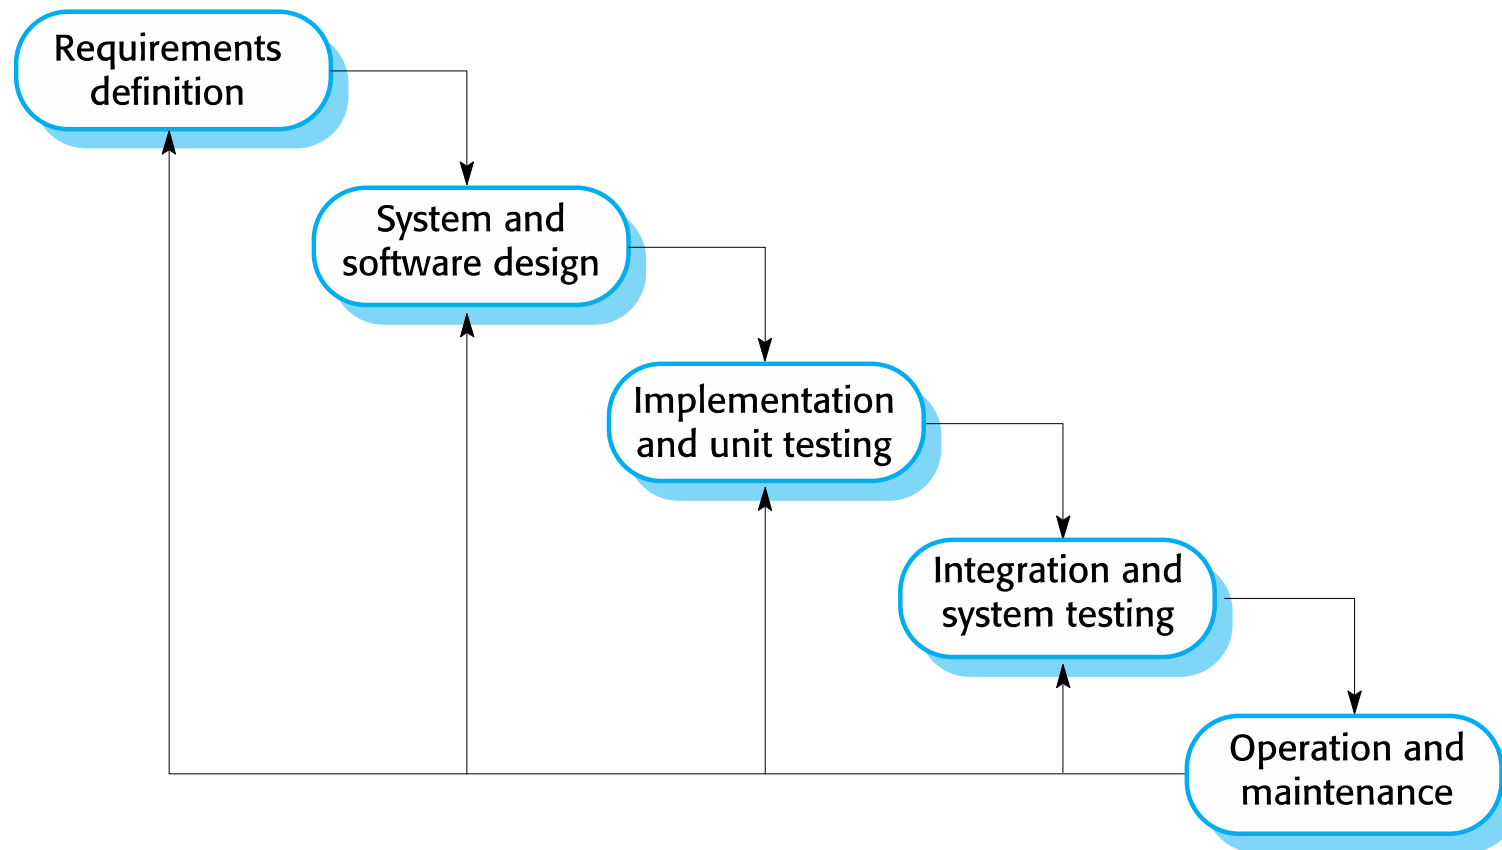 Requirements
definition
System and
software design
Implementation
and unit testing
Integration and
system testing
Operation and
maintenance